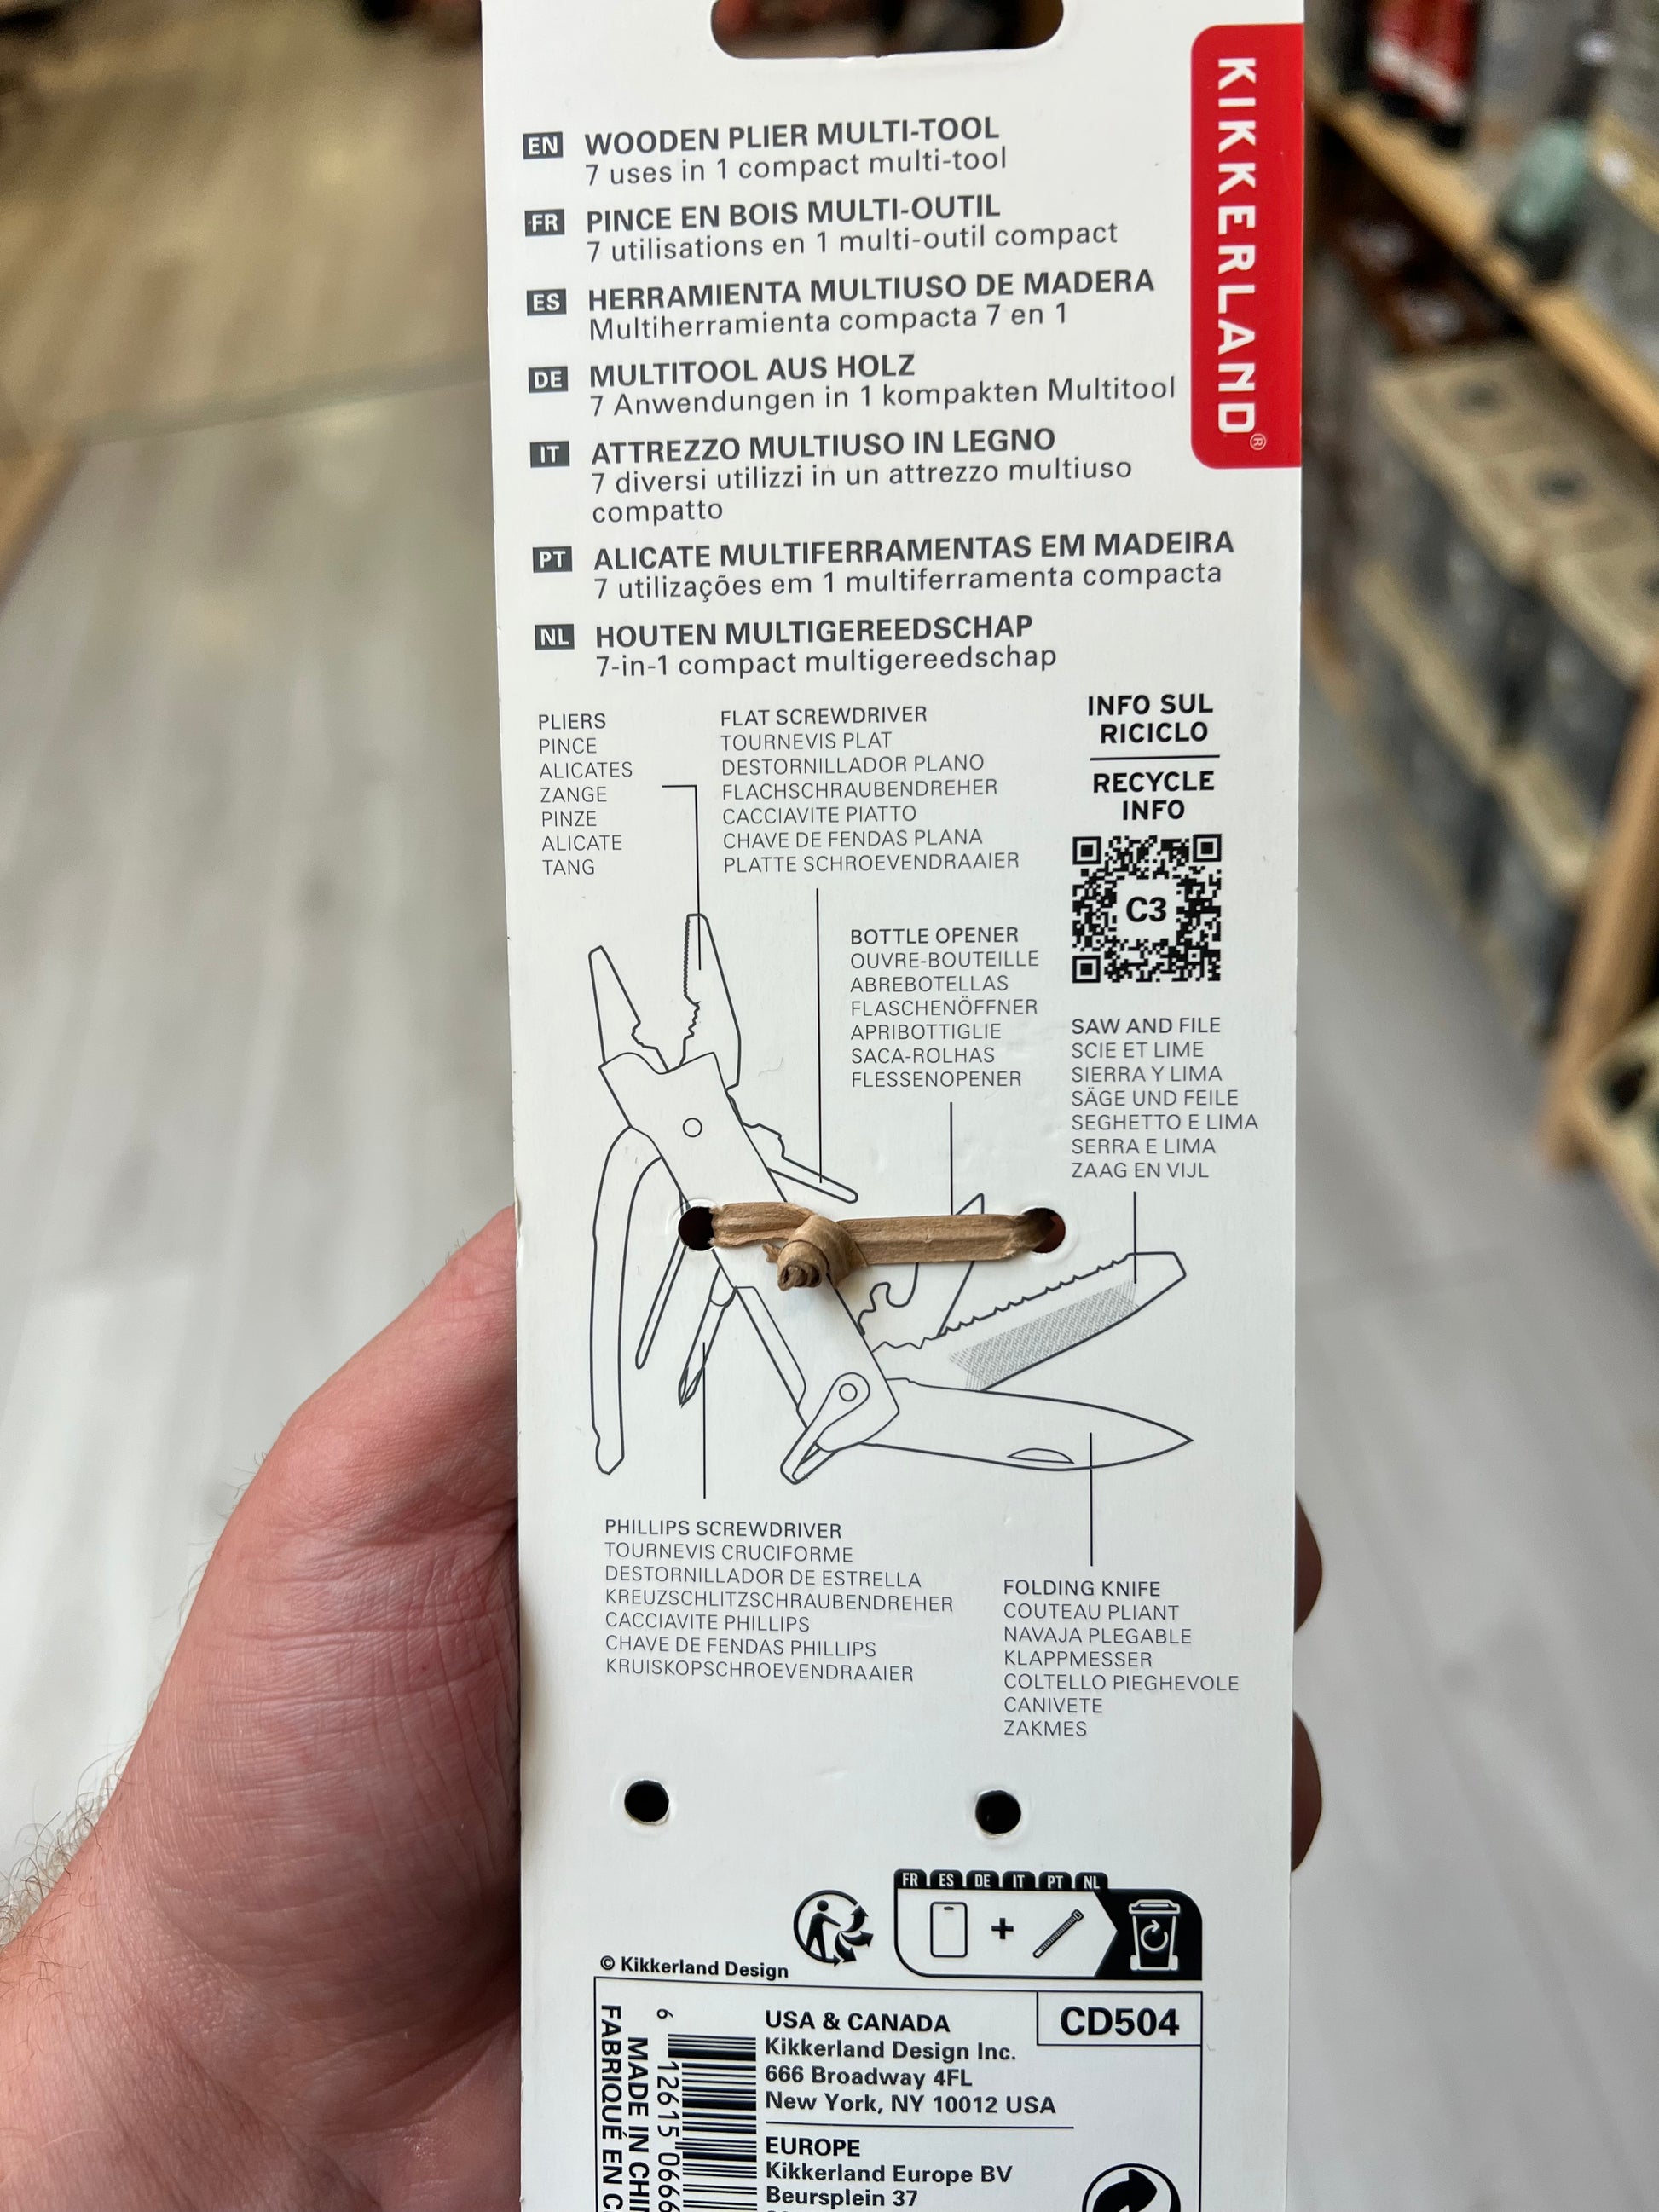 KIKKERLAND®
EN WOODEN PLIER MULTI-TOOL
7 uses in 1 compact multi-tool
FR PINCE EN BOIS MULTI-OUTIL
7 utilisations en 1 multi-outil compact
ES HERRAMIENTA MULTIUSO DE MADERA
Multiherramienta compacta 7 en 1
DE MULTITOOL AUS HOLZ
7 Anwendungen in 1 kompakten Multitool
IT ATTREZZO MULTIUSO IN LEGNO
7 diversi utilizzi in un attrezzo multiuso
compatto
PT ALICATE MULTIFERRAMENTAS EM MADEIRA
7 utilizações em 1 multiferramenta compacta
NL HOUTEN MULTIGEREEDSCHAP
7-in-1 compact multigereedschap
PLIERS
PINCE
ALICATES
ZANGE
PINZE
ALICATE
TANG
FLAT SCREWDRIVER
TOURNEVIS PLAT
DESTORNILLADOR PLANO
FLACHSCHRAUBENDREHER
CACCIAVITE PIATTO
CHAVE DE FENDAS PLANA
PLATTE SCHROEVENDRAAIER
INFO SUL
RICICLO
RECYCLE
INFO
C3
BOTTLE OPENER
OUVRE-BOUTEILLE
ABREBOTELLAS
FLASCHENÖFFNER
APRIBOTTIGLIE
SACA-ROLHAS
FLESSENOPENER
SAW AND FILE
SCIE ET LIME
SIERRA Y LIMA
SÄGE UND FEILE
SEGHETTO E LIMA
SERRA E LIMA
ZAAG EN VIJL
PHILLIPS SCREWDRIVER
TOURNEVIS CRUCIFORME
DESTORNILLADOR DE ESTRELLA
KREUZSCHLITZSCHRAUBENDREHER
CACCIAVITE PHILLIPS
CHAVE DE FENDAS PHILLIPS
KRUISKOPSCHROEVENDRAAIER
FOLDING KNIFE
COUTEAU PLIANT
NAVAJA PLEGABLE
KLAPPMESSER
COLTELLO PIEGHEVOLE
CANIVETE
ZAKMES
FR ES DE IT PT NL
+
© Kikkerland Design
CD504
USA & CANADA
Kikkerland Design Inc.
666 Broadway 4FL
New York, NY 10012 USA
EUROPE
Kikkerland Europe BV
Beursplein 37
6 12615 0666
MADE IN CHI
FABRIQUÉ EN C